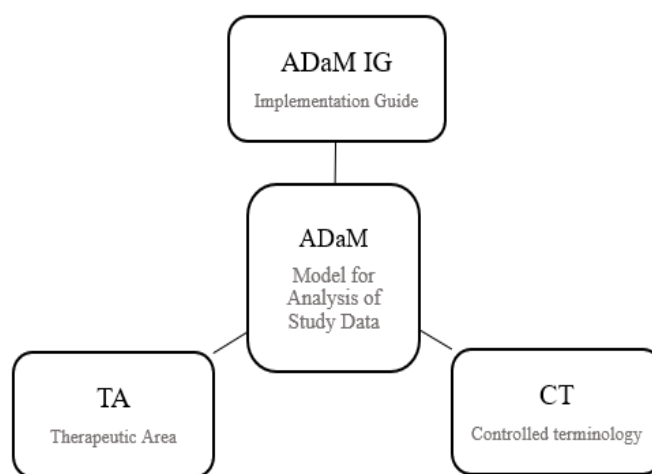 ADaM IG
Implementation Guide
ADaM
Model for
Analysis of
Study Data
TA
Therapeutic Area
CT
Controlled terminology